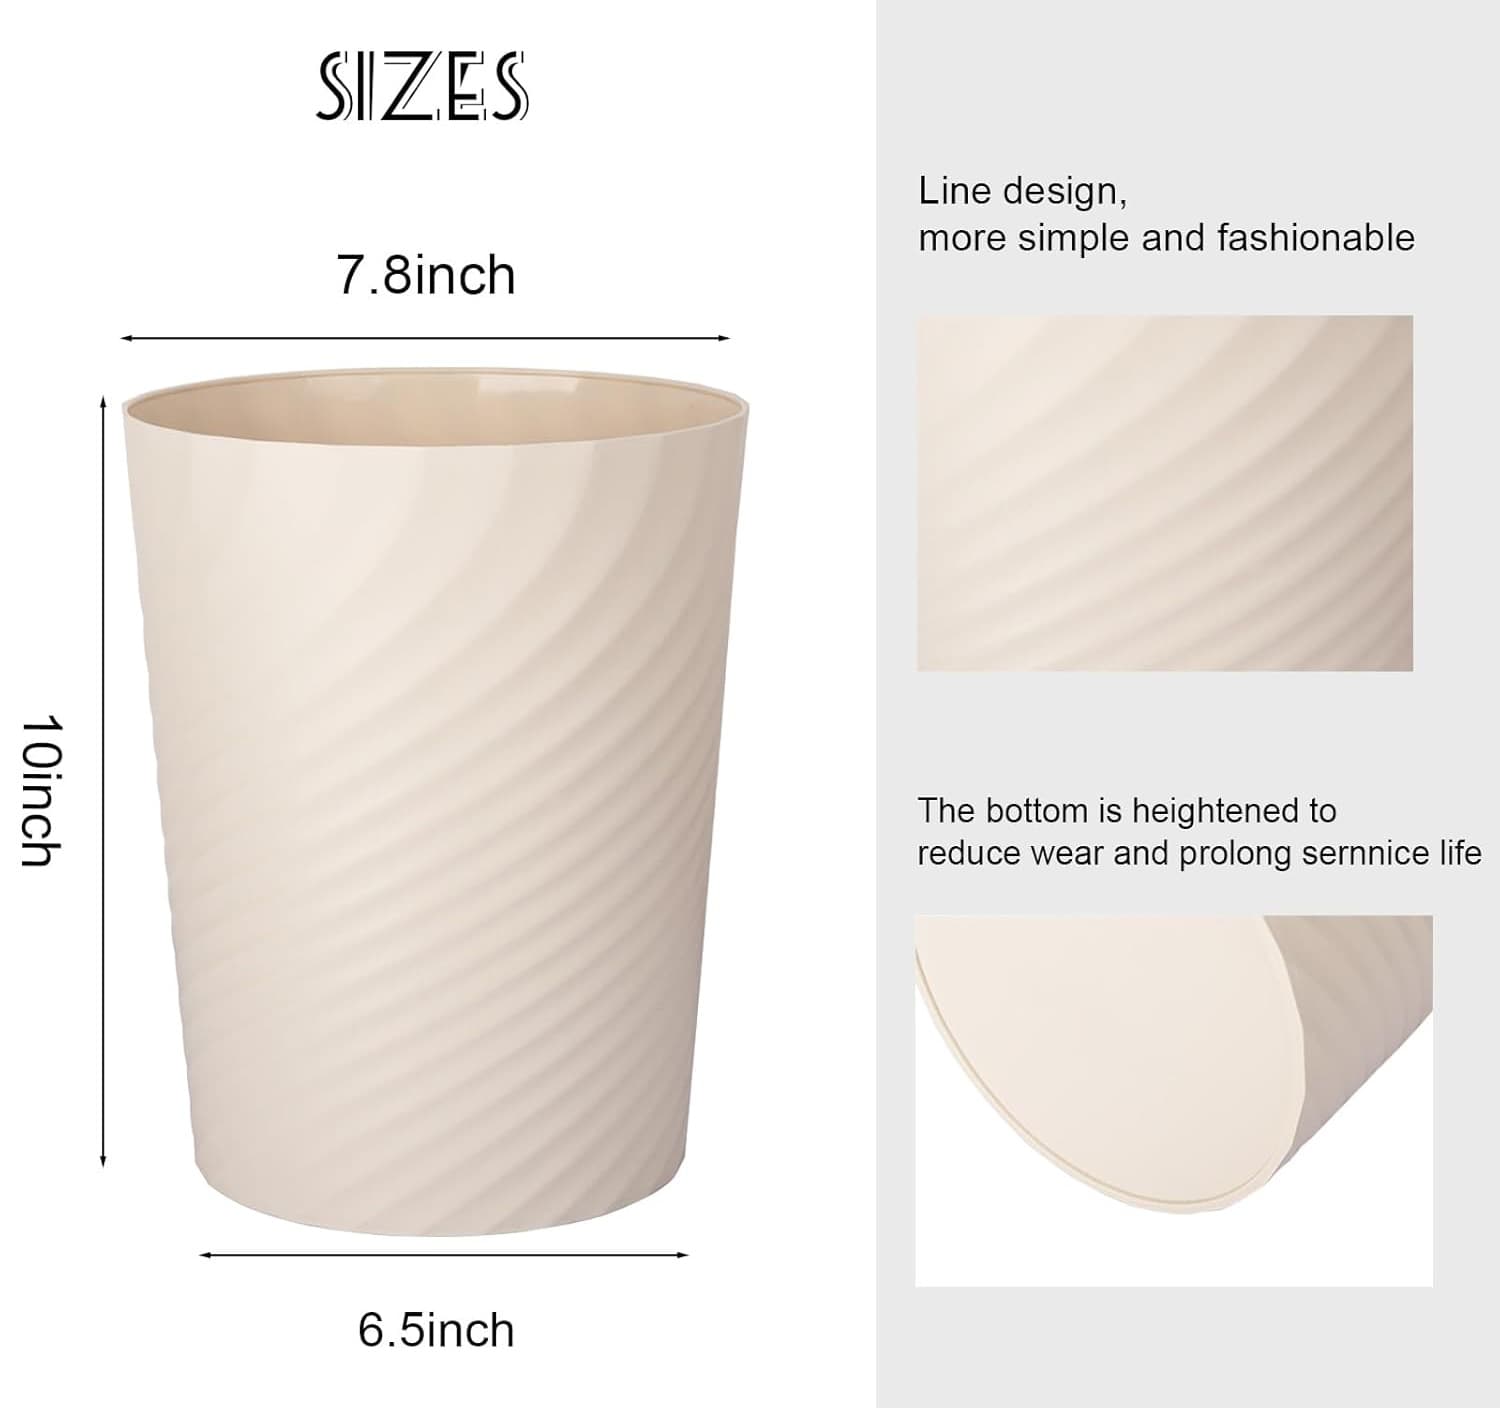 SIZES
7.8inch
10inch
6.5inch
Line design,
more simple and fashionable
The bottom is heightened to
reduce wear and prolong sernnice life